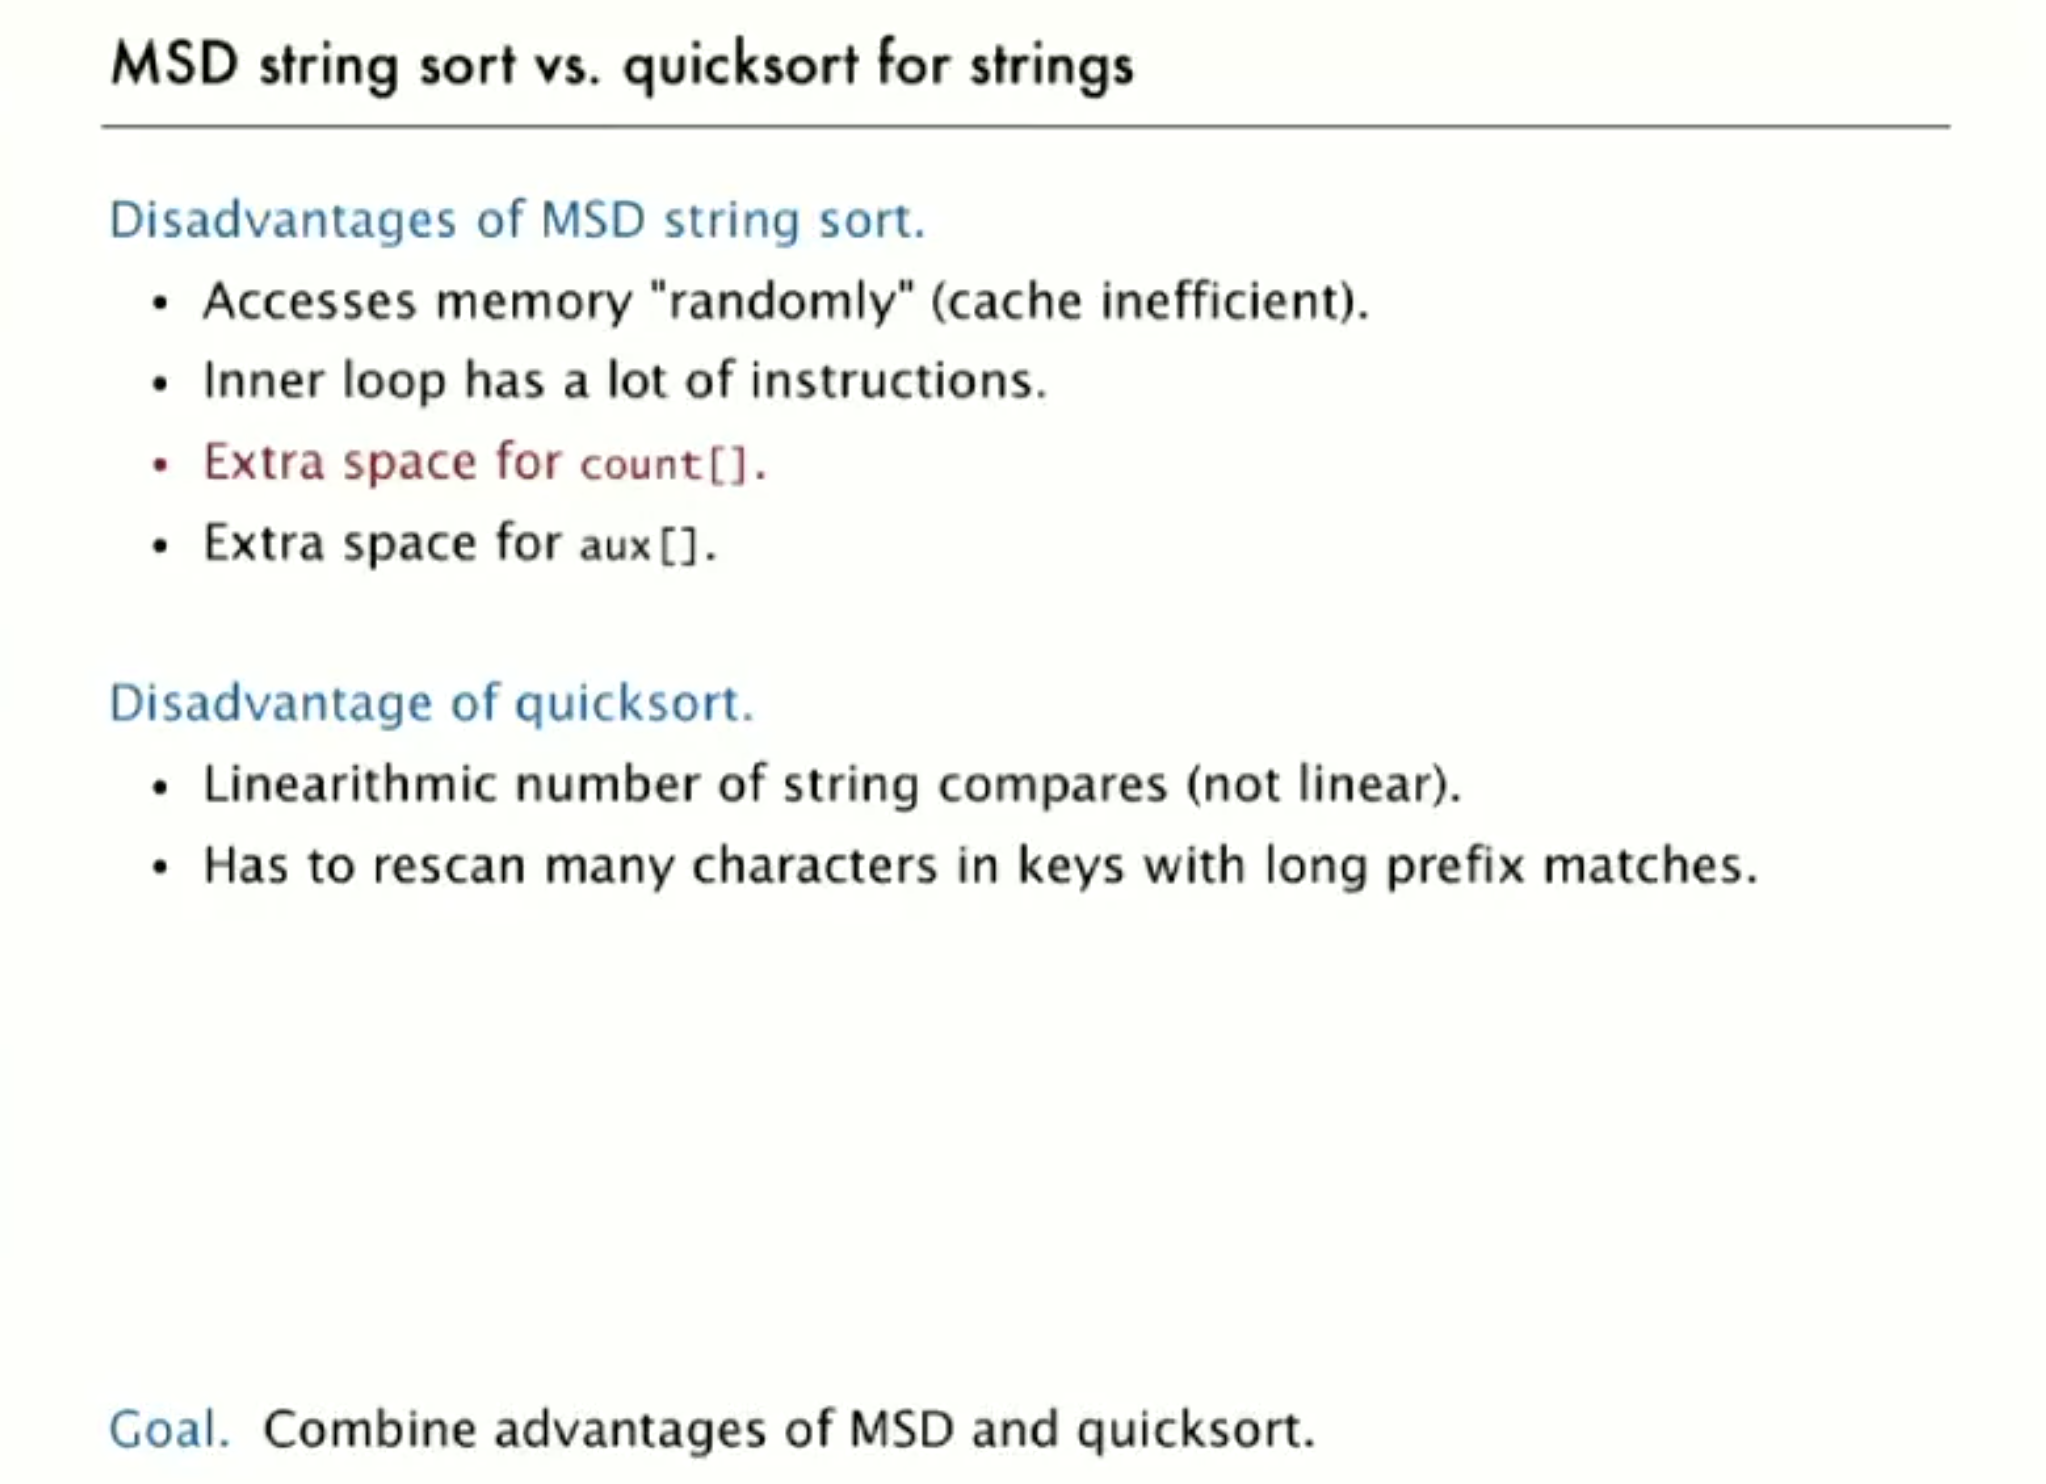 MSD string sort vs. quicksort for strings
Disadvantages of MSD string sort.
• Accesses memory "randomly" (cache inefficient).
• Inner loop has a lot of instructions.
• Extra space for count[].
• Extra space for aux[].
Disadvantage of quicksort.
• Linearithmic number of string compares (not linear).
• Has to rescan many characters in keys with long prefix matches.
Goal. Combine advantages of MSD and quicksort.